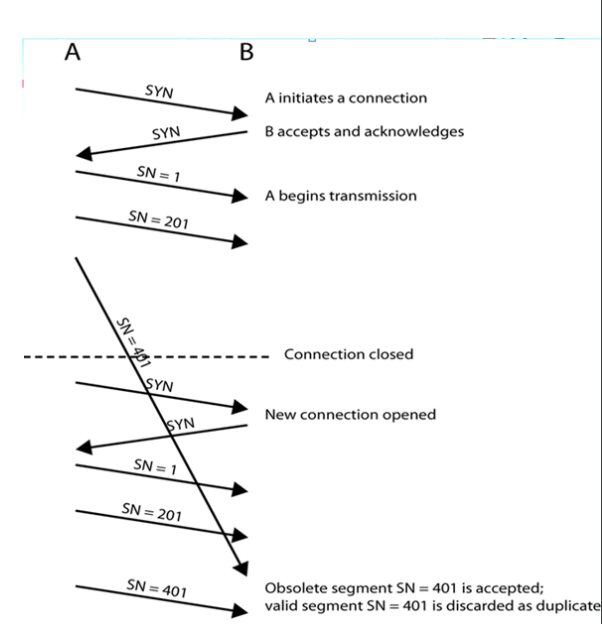 A B
SYN
A initiates a connection
SYN
B accepts and acknowledges
SN = 1
A begins transmission
SN = 201
SN = 401
Connection closed
SYN
New connection opened
SYN
SN = 1
SN = 201
SN = 401
Obsolete segment SN = 401 is accepted;
valid segment SN = 401 is discarded as duplicate